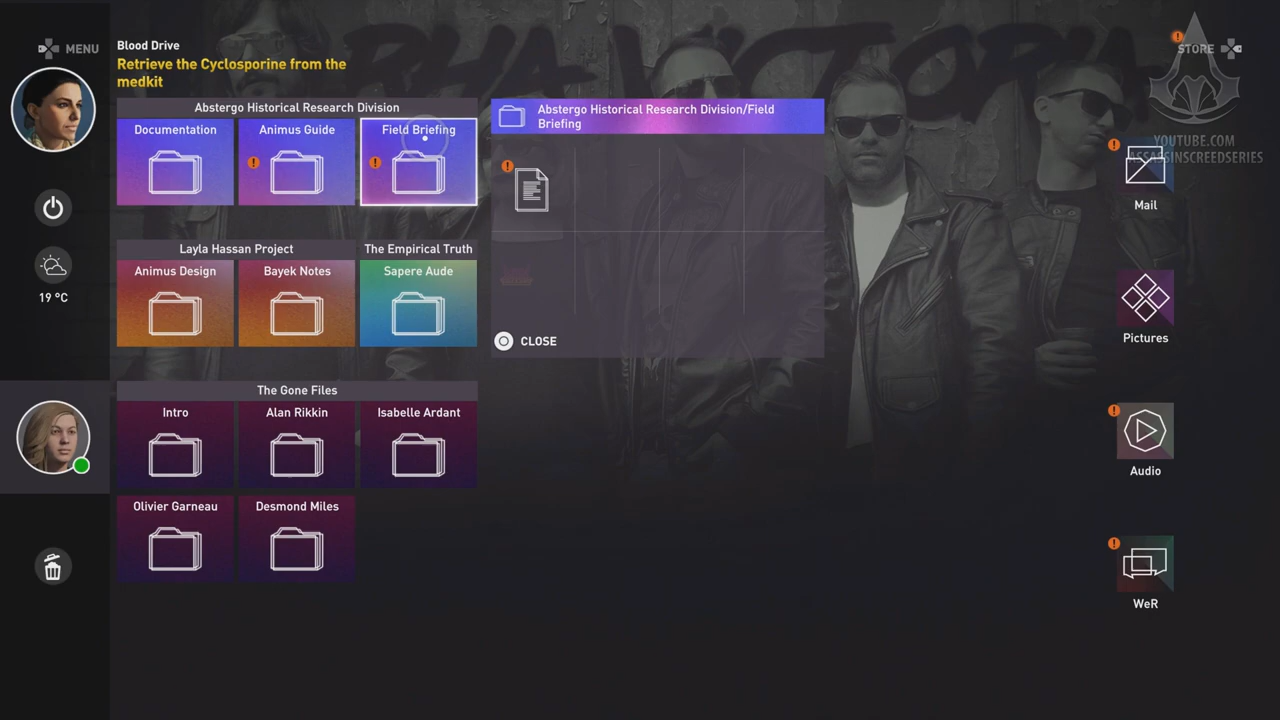 MENU
Blood Drive
Retrieve the Cyclosporine from the
medkit
STORE
YOUTUBE.COM
ASSASSINSCREEDSERIES
Abstergo Historical Research Division
Documentation
Animus Guide
Field Briefing
Abstergo Historical Research Division/Field
Briefing
Mail
Layla Hassan Project
The Empirical Truth
Animus Design
Bayek Notes
Sapere Aude
19 °C
CLOSE
Pictures
The Gone Files
Intro
Alan Rikkin
Isabelle Ardant
Audio
Olivier Garneau
Desmond Miles
WeR